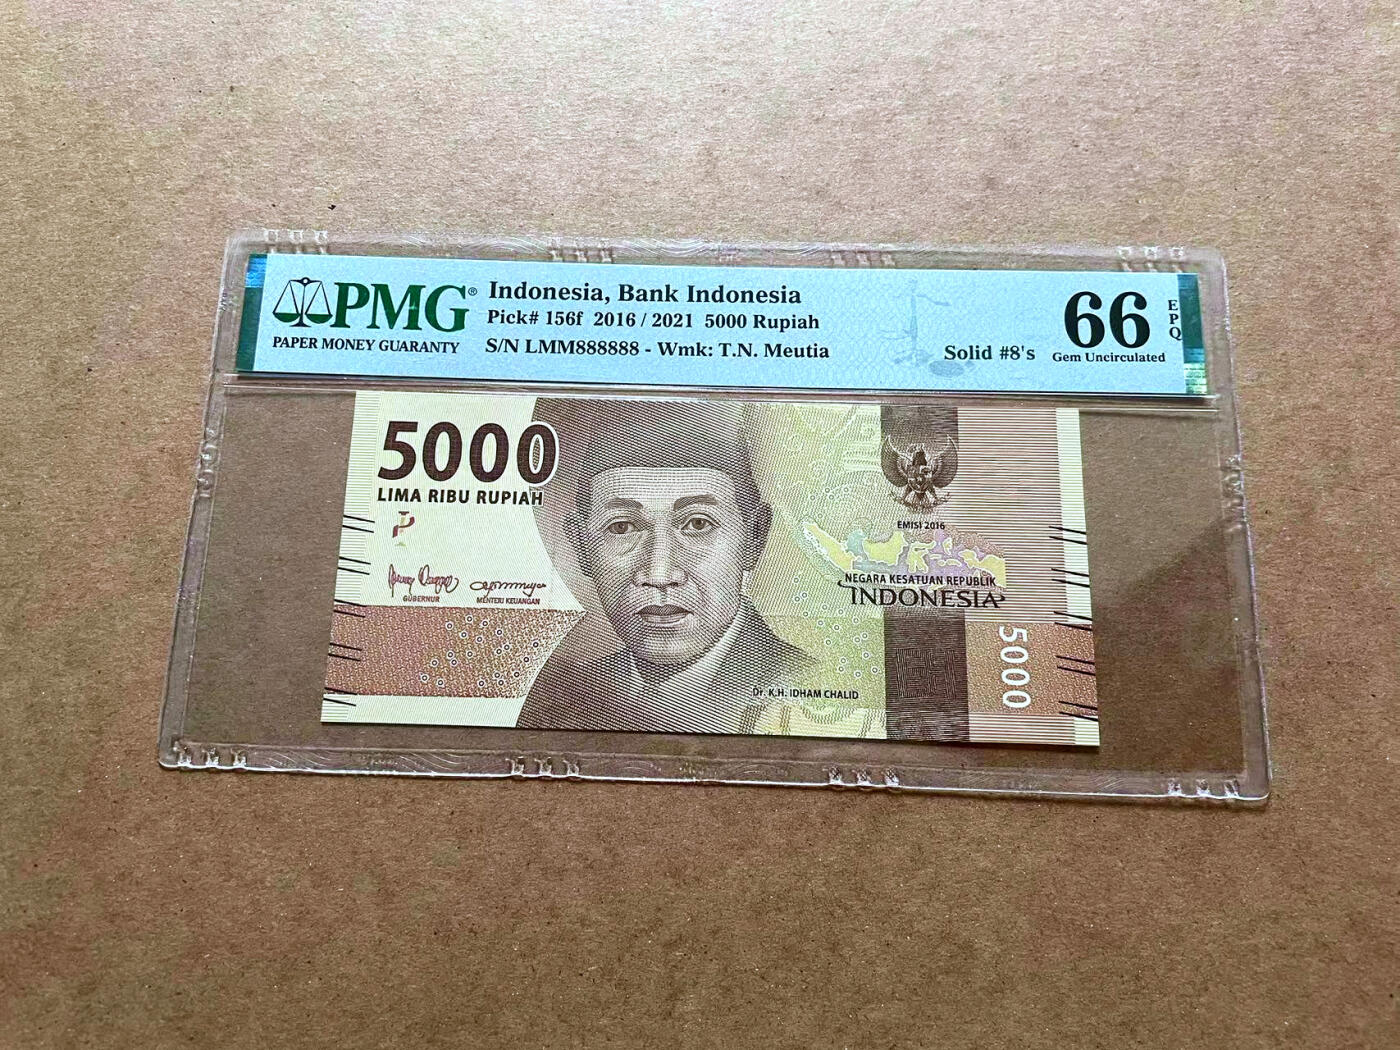 PMG®
PAPER MONEY GUARANTY
Indonesia, Bank Indonesia
Pick# 156f 2016 / 2021 5000 Rupiah
S/N LMM888888 - Wmk: T.N. Meutia
Solid #8's
66
Gem Uncirculated
EPQ
5000
LIMA RIBU RUPIAH
GUBERNUR
MENTERI KEUANGAN
EMISI 2016
NEGARA KESATUAN REPUBLIK
INDONESIA
5000
Dr. K.H. IDHAM CHALID